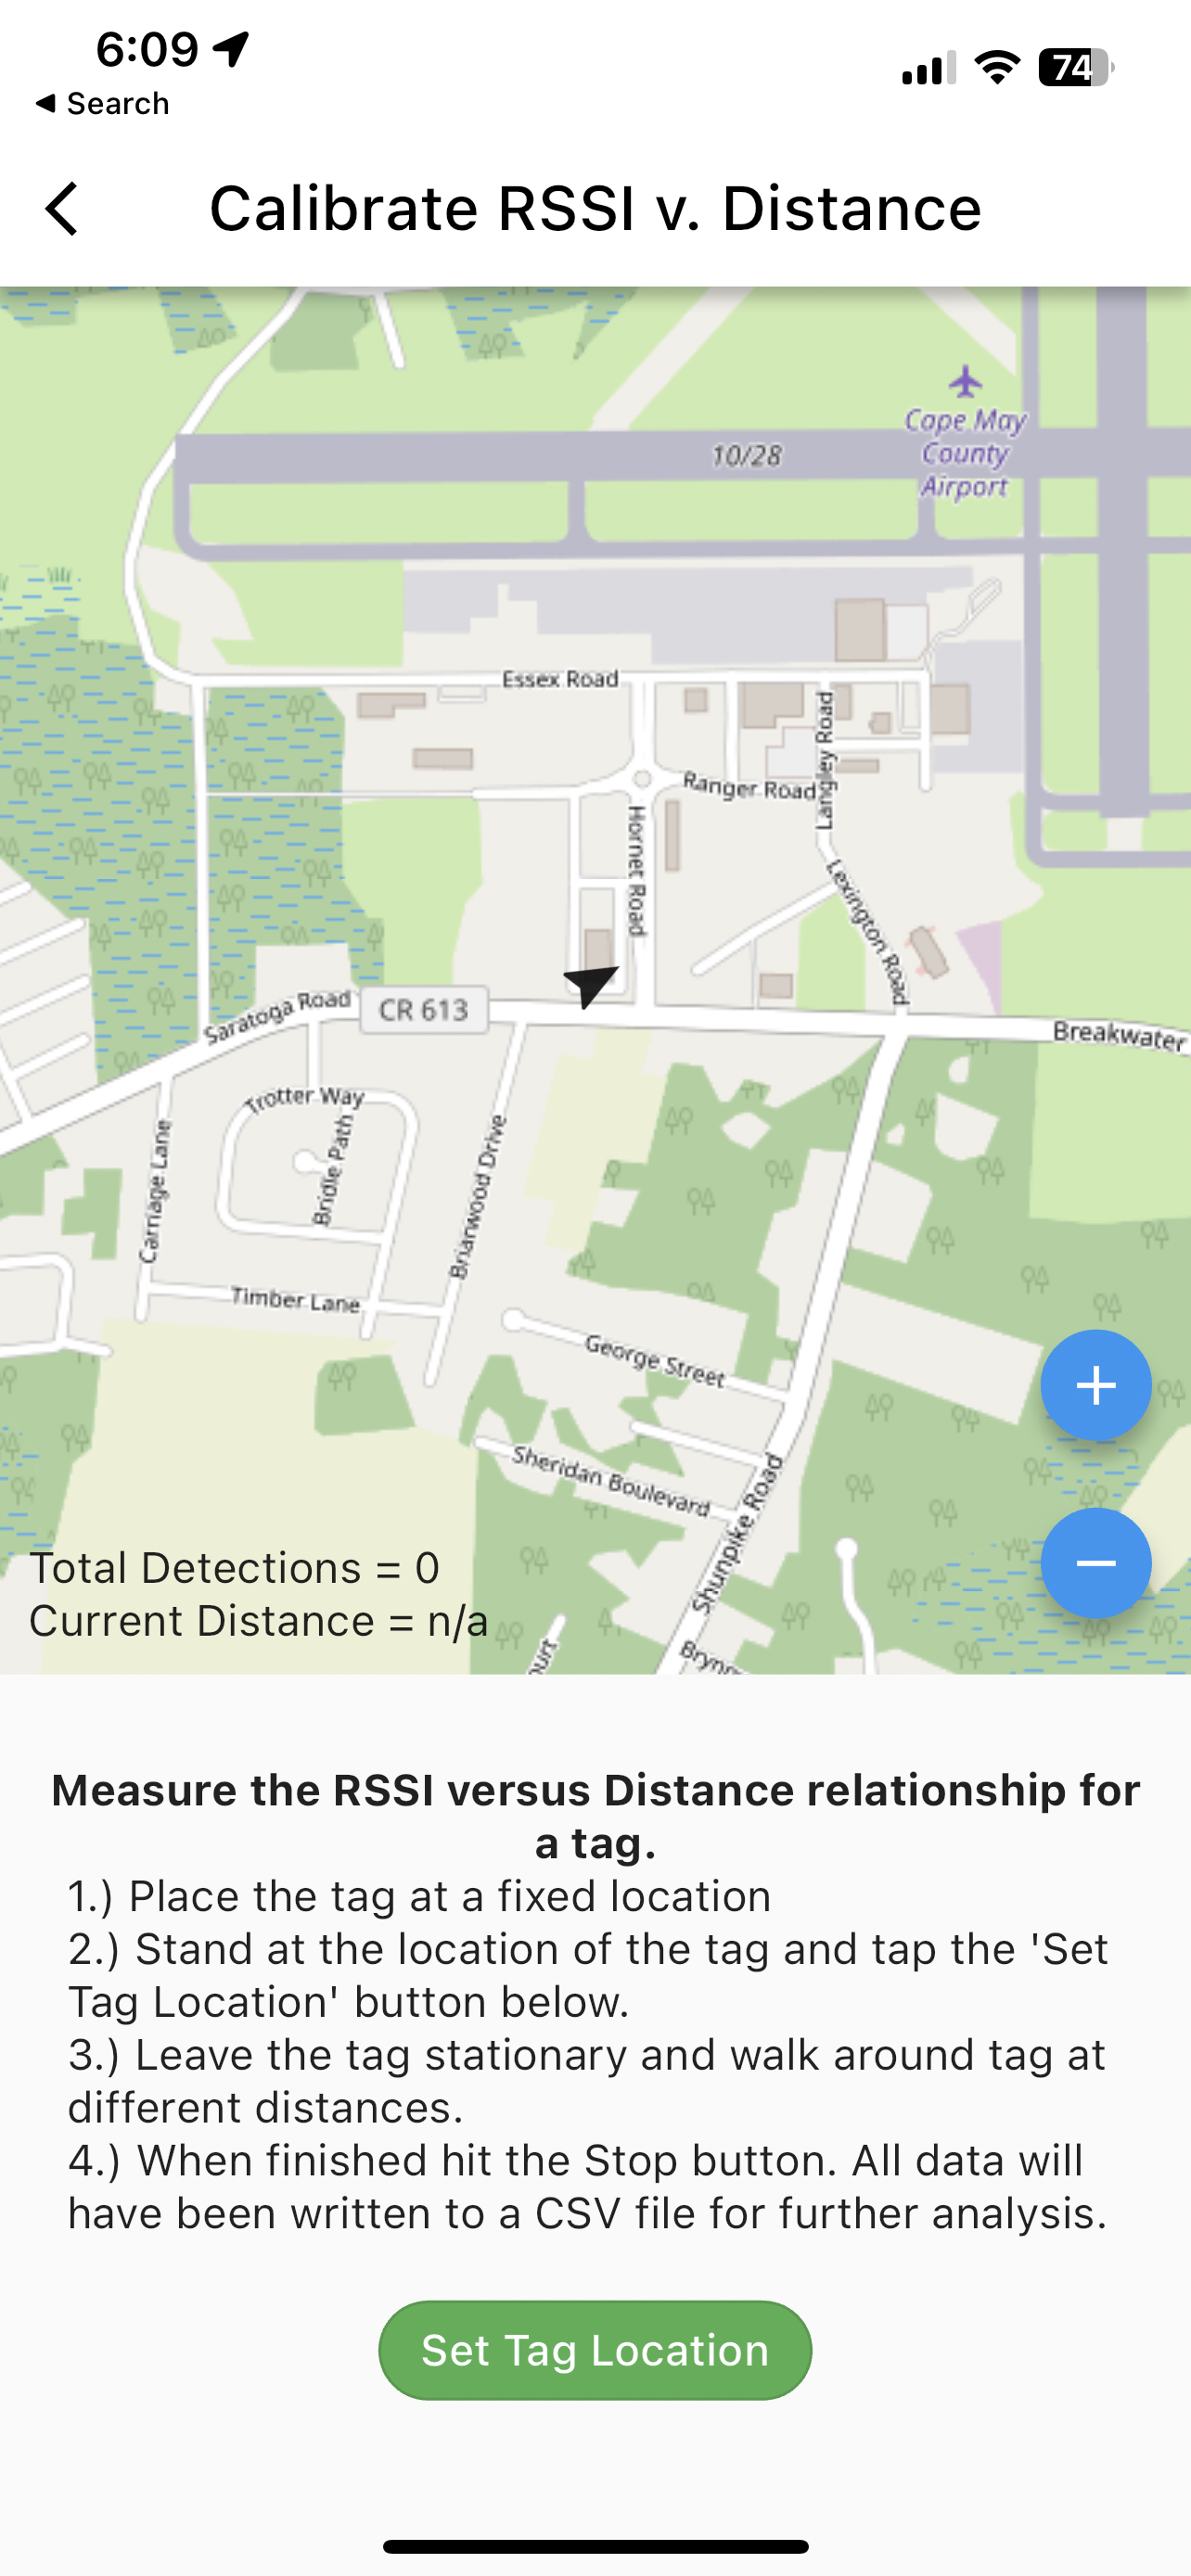 6:09
74
◀ Search
Calibrate RSSI v. Distance
Cape May
County
Airport
10/28
Essex Road
Langley Road
Ranger Road
Hornet Road
Lexington Road
Saratoga Road
CR 613
Breakwater
Trotter Way
Bridle Path
Carriage Lane
Briarwood Drive
Timber Lane
George Street
Sheridan Boulevard
Shunpike Road
+
−
Total Detections = 0
Current Distance = n/a
ourt
Bryn
Measure the RSSI versus Distance relationship for
a tag.
1.) Place the tag at a fixed location
2.) Stand at the location of the tag and tap the 'Set
Tag Location' button below.
3.) Leave the tag stationary and walk around tag at
different distances.
4.) When finished hit the Stop button. All data will
have been written to a CSV file for further analysis.
Set Tag Location